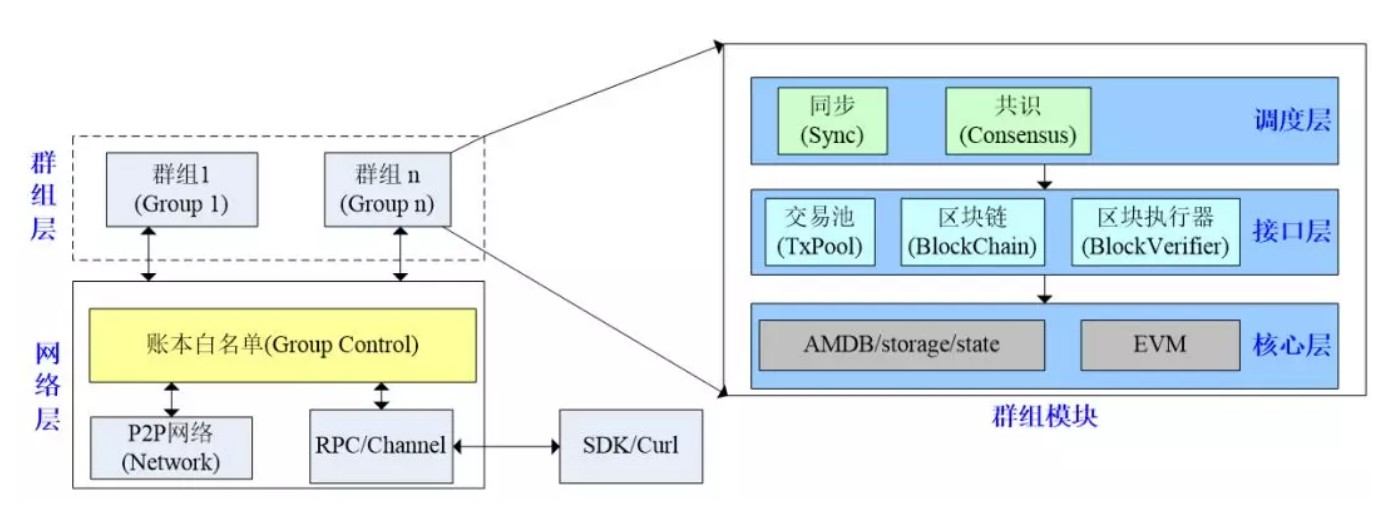 群组层
群组1
(Group 1)
群组 n
(Group n)
网络层
账本白名单(Group Control)
P2P网络
(Network)
RPC/Channel
SDK/Curl
同步
(Sync)
共识
(Consensus)
调度层
交易池
(TxPool)
区块链
(BlockChain)
区块执行器
(BlockVerifier)
接口层
AMDB/storage/state
EVM
核心层
群组模块